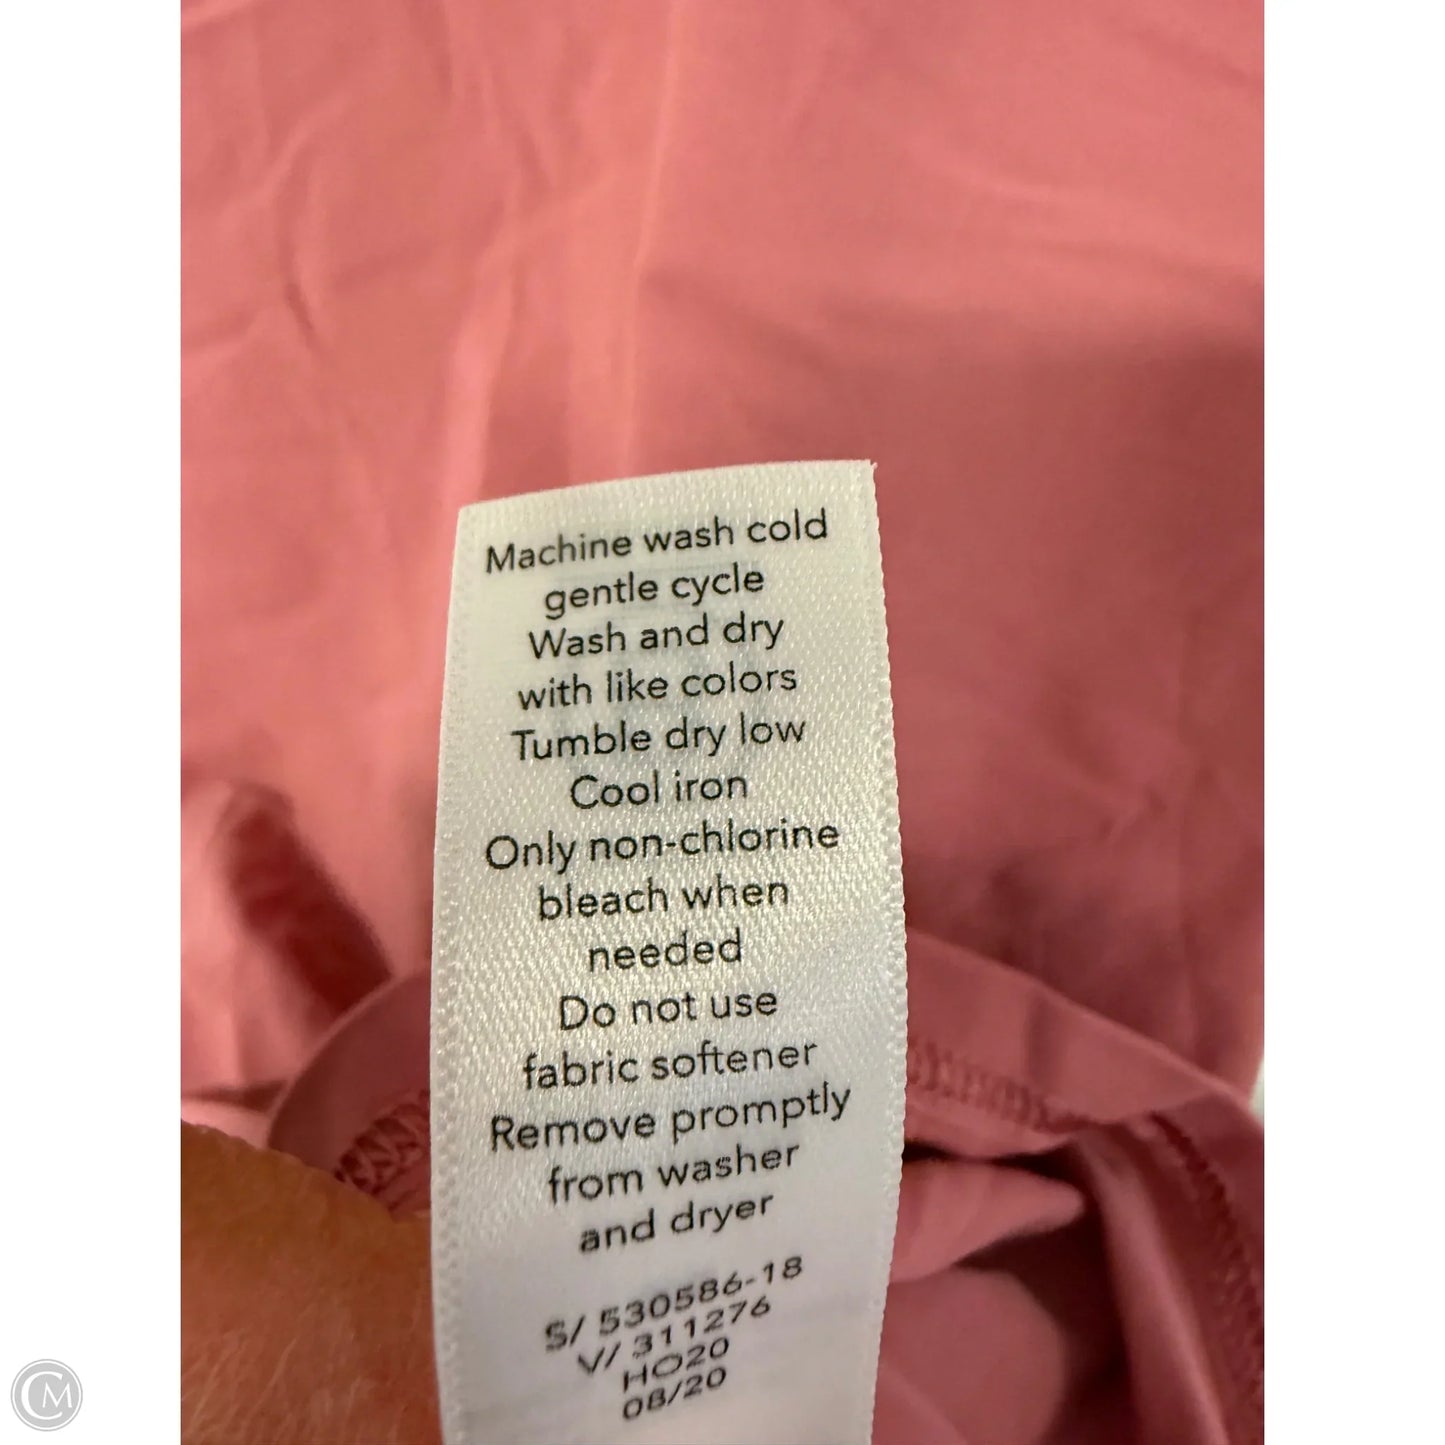 Machine wash cold
gentle cycle
Wash and dry
with like colors
Tumble dry low
Cool iron
Only non-chlorine
bleach when
needed
Do not use
fabric softener
Remove promptly
from washer
and dryer
S/ 530586-18
V/ 311276
HO20
08/20
CM